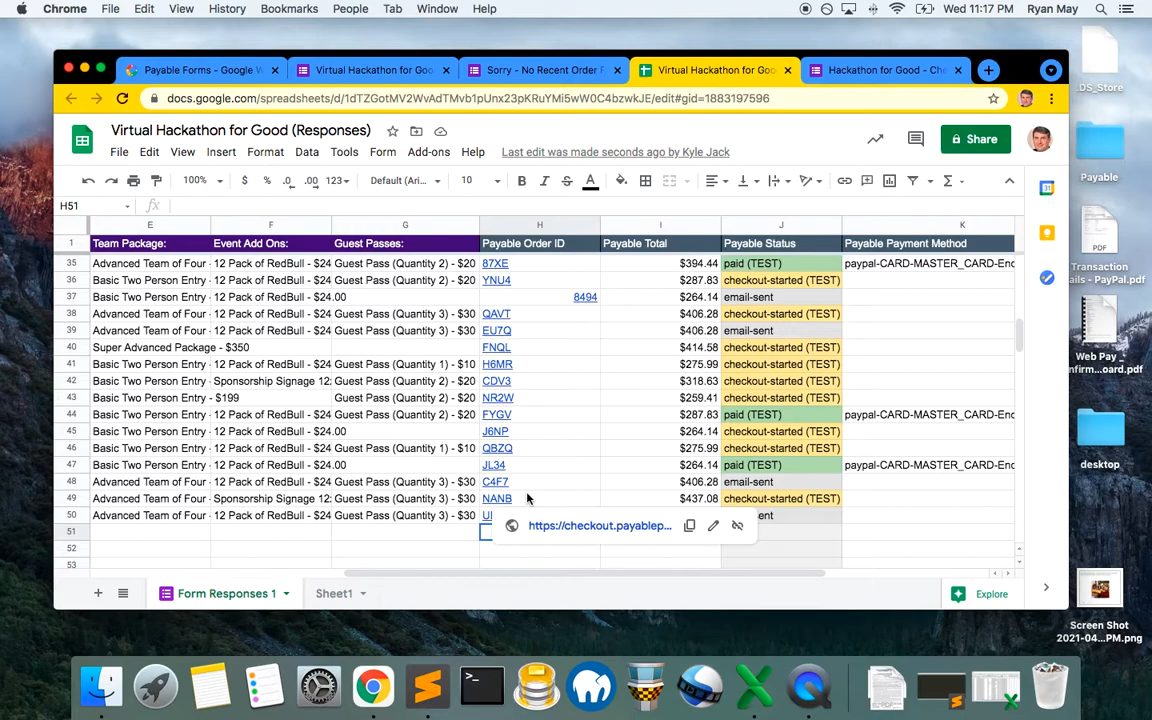 Chrome File Edit View History Bookmarks People Tab Window Help Wed 11:17 PM Ryan May
Payable Forms - Google W Virtual Hackathon for Goo Sorry - No Recent Order F Virtual Hackathon for Goo Hackathon for Good - Che
docs.google.com/spreadsheets/d/1dTZGotMV2WvAdTMvb1pUnx23pKRuYMi5wW0C4bzwkJE/edit#gid=1883197596
Virtual Hackathon for Good (Responses)
File Edit View Insert Format Data Tools Form Add-ons Help Last edit was made seconds ago by Kyle Jack
Share
100% $ % .0 .00 123 Default (Ari... 10 B I S A
H51 fx
E F G H I J K
1 Team Package: Event Add Ons: Guest Passes: Payable Order ID Payable Total Payable Status Payable Payment Method
35 Advanced Team of Four - 12 Pack of RedBull - $24 Guest Pass (Quantity 2) - $20 87XE $394.44 paid (TEST) paypal-CARD-MASTER_CARD-Enc
36 Basic Two Person Entry - 12 Pack of RedBull - $24 Guest Pass (Quantity 2) - $20 YNU4 $287.83 checkout-started (TEST)
37 Basic Two Person Entry - 12 Pack of RedBull - $24.00 8494 $264.14 email-sent
38 Advanced Team of Four - 12 Pack of RedBull - $24 Guest Pass (Quantity 3) - $30 QAVT $406.28 checkout-started (TEST)
39 Advanced Team of Four - 12 Pack of RedBull - $24 Guest Pass (Quantity 3) - $30 EU7Q $406.28 email-sent
40 Super Advanced Package - $350 FNQL $414.58 checkout-started (TEST)
41 Basic Two Person Entry - 12 Pack of RedBull - $24 Guest Pass (Quantity 1) - $10 H6MR $275.99 checkout-started (TEST)
42 Basic Two Person Entry - Sponsorship Signage 12: Guest Pass (Quantity 2) - $20 CDV3 $318.63 checkout-started (TEST)
43 Basic Two Person Entry - $199 Guest Pass (Quantity 2) - $20 NR2W $259.41 checkout-started (TEST)
44 Basic Two Person Entry - 12 Pack of RedBull - $24 Guest Pass (Quantity 2) - $20 FYGV $287.83 paid (TEST) paypal-CARD-MASTER_CARD-Enc
45 Basic Two Person Entry - 12 Pack of RedBull - $24.00 J6NP $264.14 checkout-started (TEST)
46 Basic Two Person Entry - 12 Pack of RedBull - $24 Guest Pass (Quantity 1) - $10 QBZQ $275.99 checkout-started (TEST)
47 Basic Two Person Entry - 12 Pack of RedBull - $24.00 JL34 $264.14 paid (TEST) paypal-CARD-MASTER_CARD-Enc
48 Advanced Team of Four - 12 Pack of RedBull - $24 Guest Pass (Quantity 3) - $30 C4F7 $406.28 email-sent
49 Advanced Team of Four - Sponsorship Signage 12: Guest Pass (Quantity 3) - $30 NANB $437.08 checkout-started (TEST)
50 Advanced Team of Four - 12 Pack of RedBull - $24 Guest Pass (Quantity 3) - $30 ent
https://checkout.payablep...
51
52
53
Form Responses 1 Sheet1 Explore
.DS_Store
Payable
PDF
Transaction
ails - PayPal.pdf
Web Pay _
nfirm...oard.pdf
desktop
Screen Shot
2021-04...PM.png